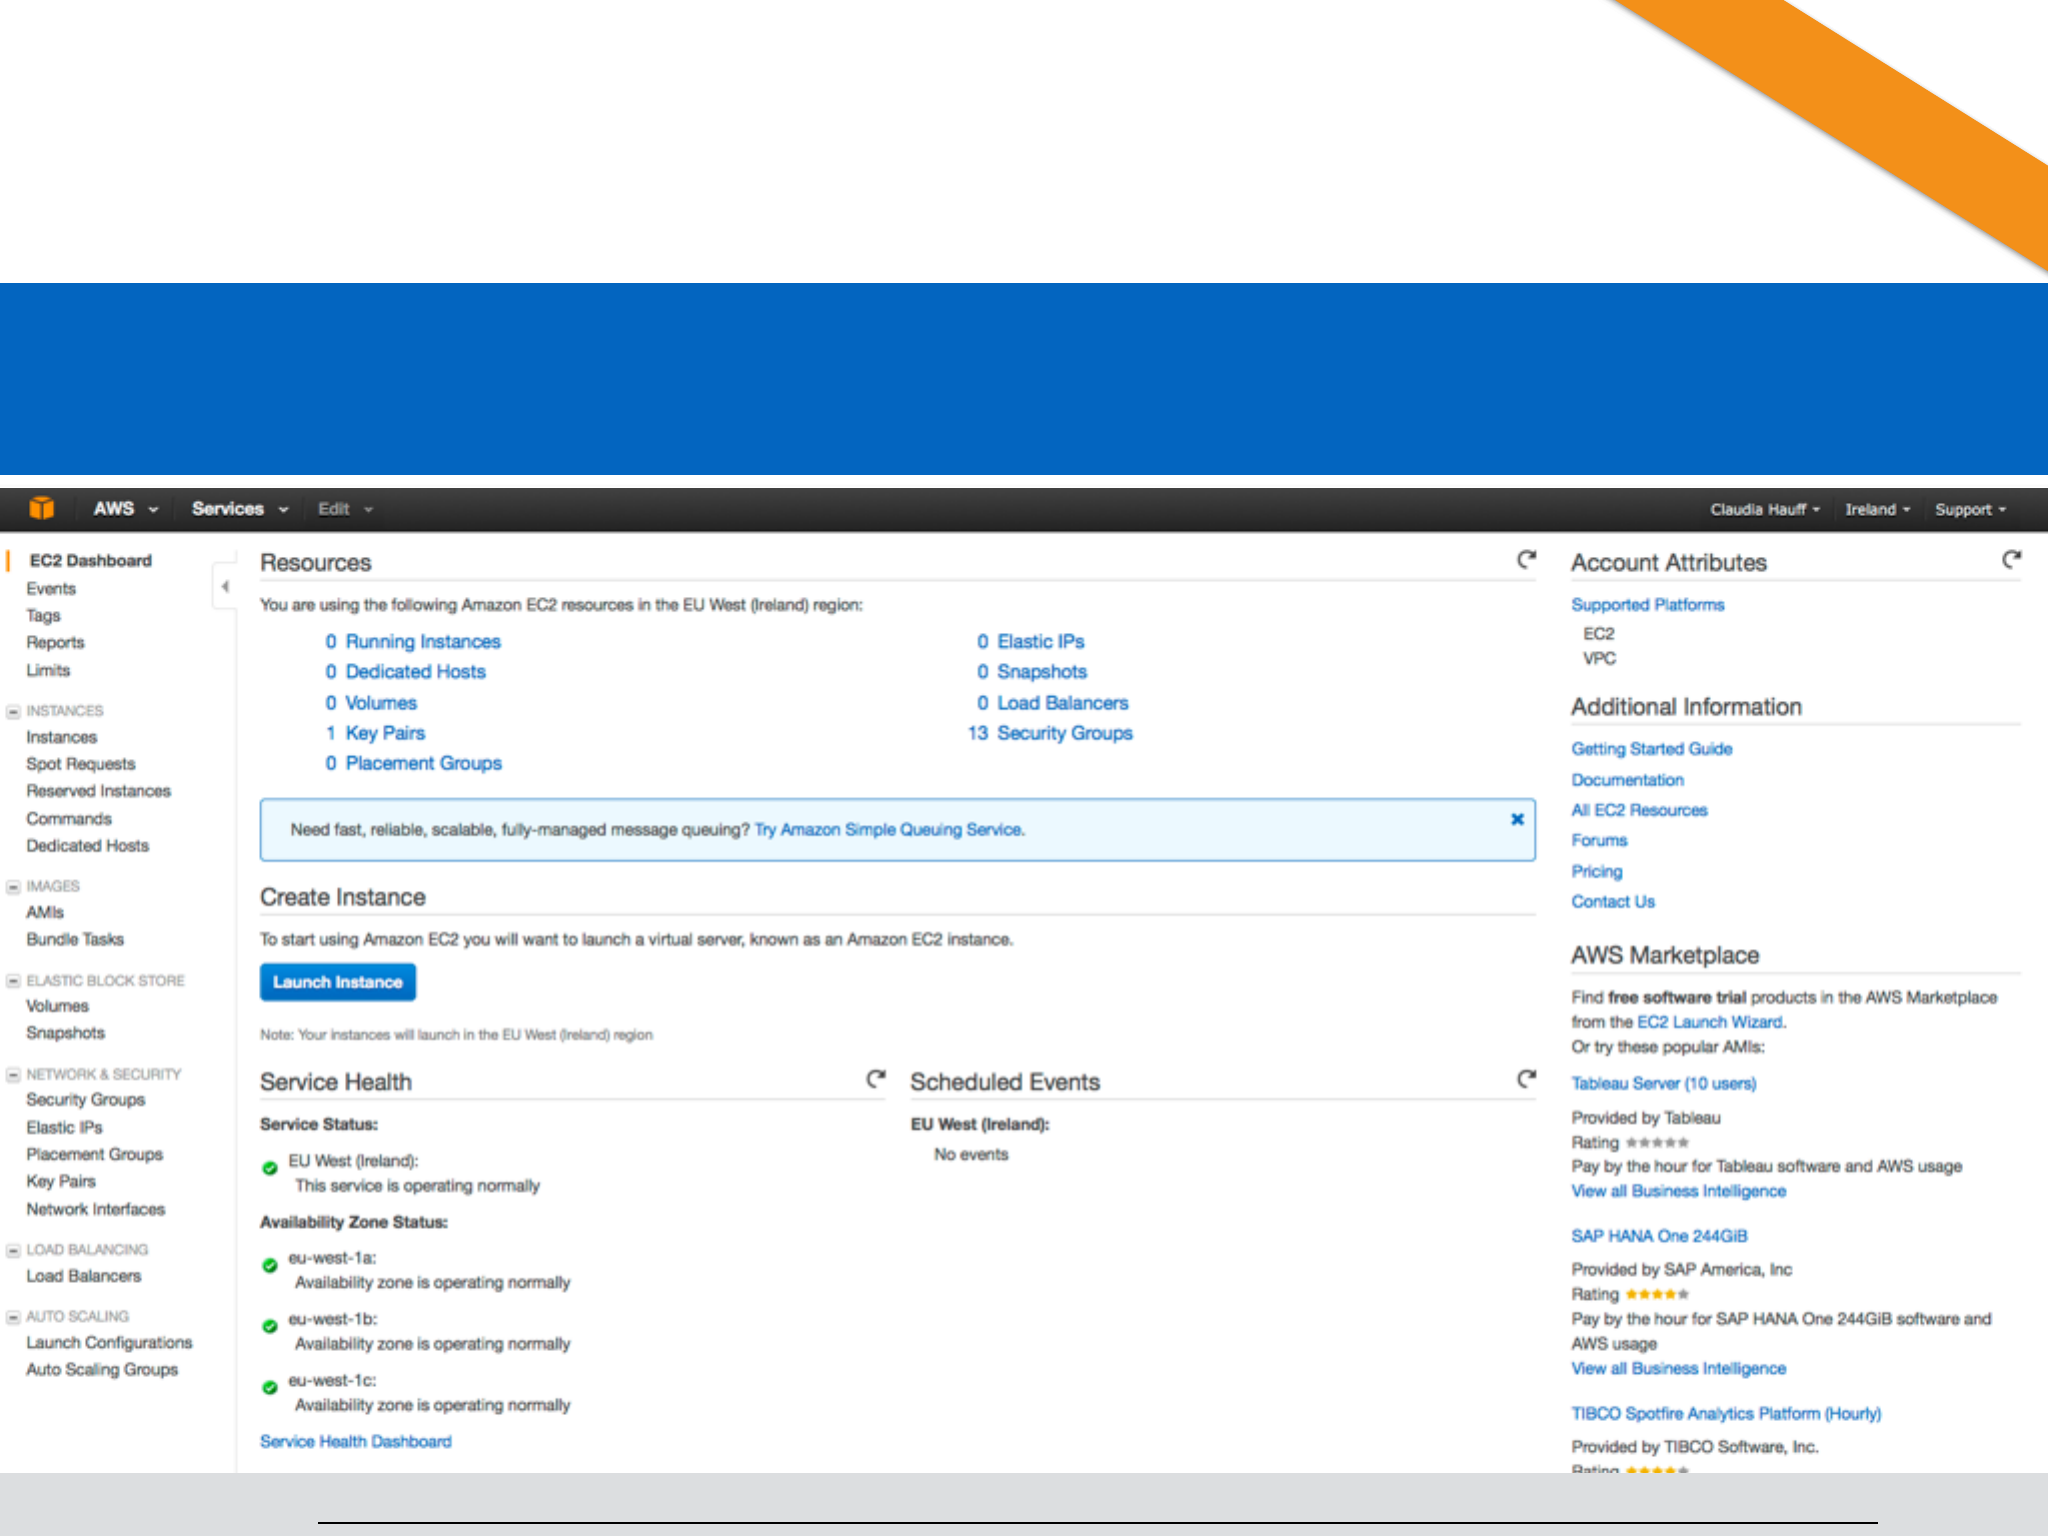 AWS Services Edit Claudia Hauff Ireland Support
EC2 Dashboard
Events
Tags
Reports
Limits
INSTANCES
Instances
Spot Requests
Reserved Instances
Commands
Dedicated Hosts
IMAGES
AMIs
Bundle Tasks
ELASTIC BLOCK STORE
Volumes
Snapshots
NETWORK & SECURITY
Security Groups
Elastic IPs
Placement Groups
Key Pairs
Network Interfaces
LOAD BALANCING
Load Balancers
AUTO SCALING
Launch Configurations
Auto Scaling Groups
Resources
You are using the following Amazon EC2 resources in the EU West (Ireland) region:
0 Running Instances
0 Dedicated Hosts
0 Volumes
1 Key Pairs
0 Placement Groups
0 Elastic IPs
0 Snapshots
0 Load Balancers
13 Security Groups
Need fast, reliable, scalable, fully-managed message queuing? Try Amazon Simple Queuing Service.
Create Instance
To start using Amazon EC2 you will want to launch a virtual server, known as an Amazon EC2 instance.
Launch Instance
Note: Your instances will launch in the EU West (Ireland) region
Service Health
Service Status:
EU West (Ireland):
This service is operating normally
Availability Zone Status:
eu-west-1a:
Availability zone is operating normally
eu-west-1b:
Availability zone is operating normally
eu-west-1c:
Availability zone is operating normally
Service Health Dashboard
Scheduled Events
EU West (Ireland):
No events
Account Attributes
Supported Platforms
EC2
VPC
Additional Information
Getting Started Guide
Documentation
All EC2 Resources
Forums
Pricing
Contact Us
AWS Marketplace
Find free software trial products in the AWS Marketplace
from the EC2 Launch Wizard.
Or try these popular AMIs:
Tableau Server (10 users)
Provided by Tableau
Rating
Pay by the hour for Tableau software and AWS usage
View all Business Intelligence
SAP HANA One 244GiB
Provided by SAP America, Inc
Rating
Pay by the hour for SAP HANA One 244GiB software and
AWS usage
View all Business Intelligence
TIBCO Spotfire Analytics Platform (Hourly)
Provided by TIBCO Software, Inc.
Rating